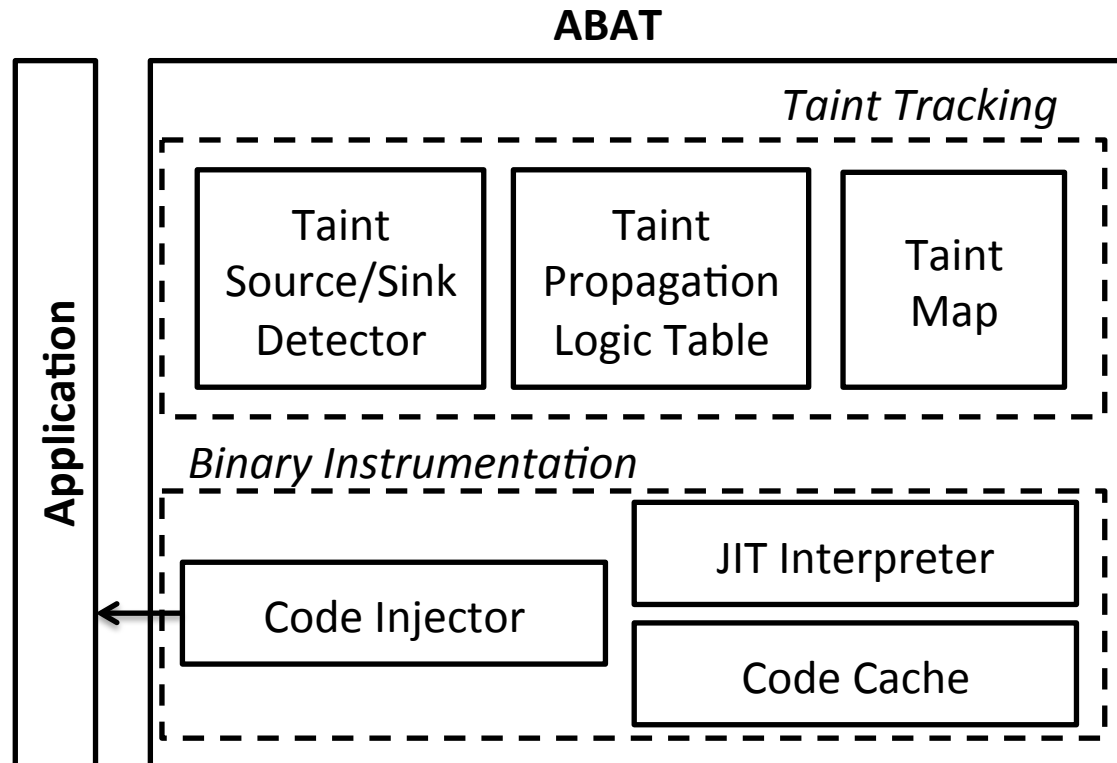 ABAT
Application
Taint Tracking
Taint
Source/Sink
Detector
Taint
Propagation
Logic Table
Taint
Map
Binary Instrumentation
Code Injector
JIT Interpreter
Code Cache